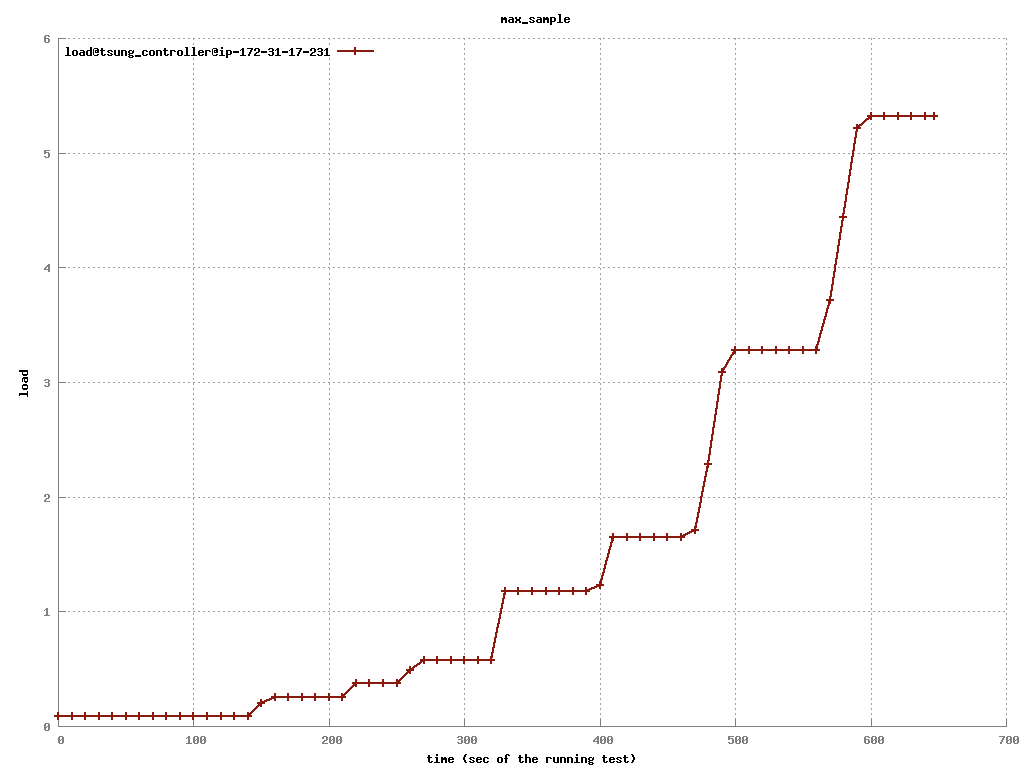 max_sample
load@tsung_controller@ip-172-31-17-231
6
5
4
3
2
1
0
load
0 100 200 300 400 500 600 700
time (sec of the running test)